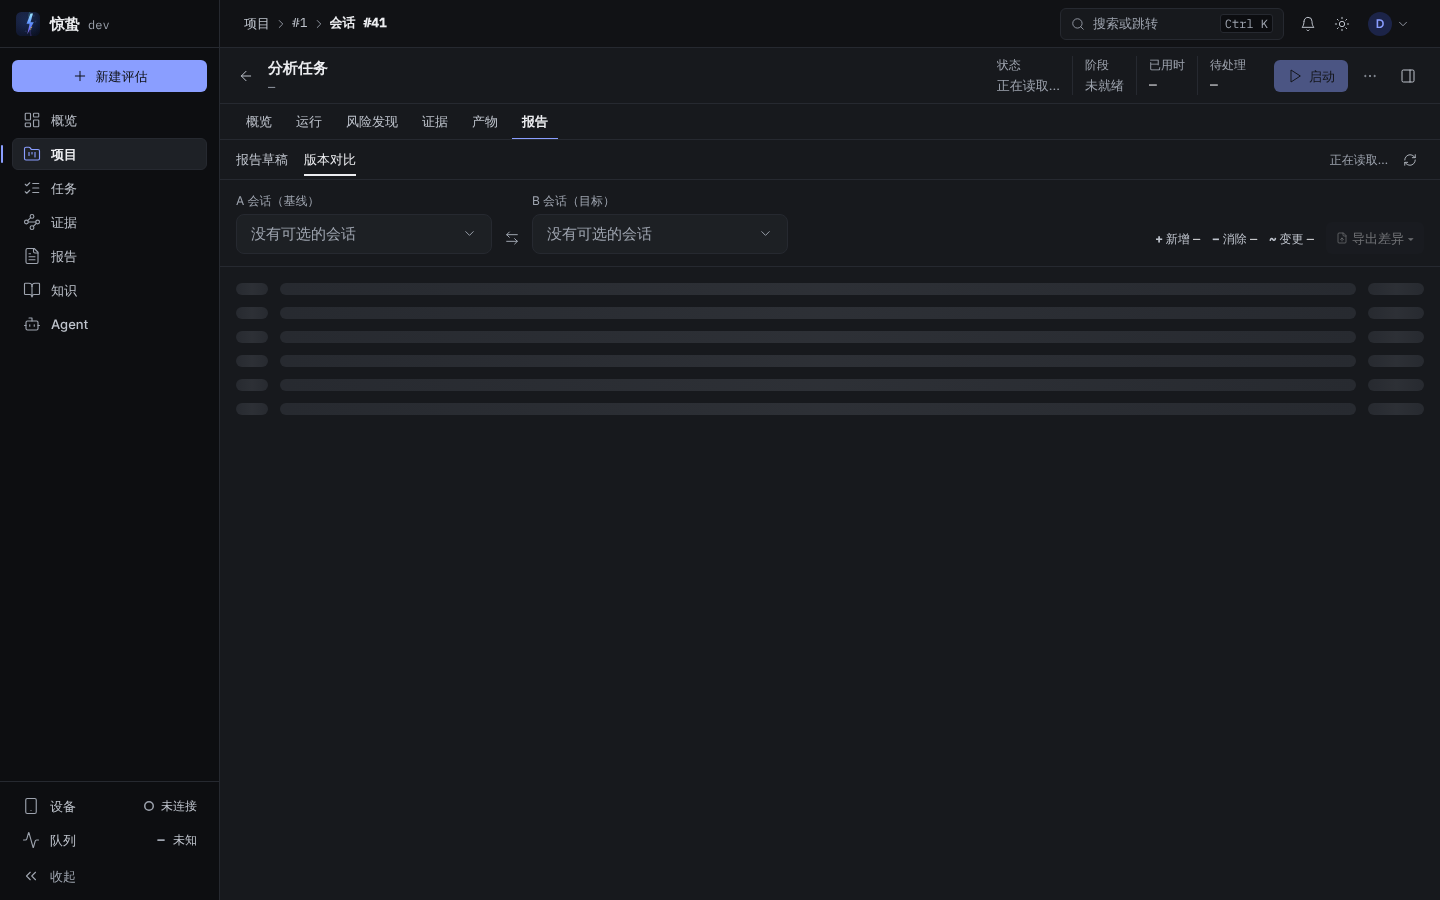 惊蛰 dev
项目 > #1 > 会话 #41
搜索或跳转 Ctrl K
D
新建评估
概览
项目
任务
证据
报告
知识
Agent
设备 未连接
队列 – 未知
收起
分析任务
–
状态
正在读取...
阶段
未就绪
已用时
–
待处理
–
启动
概览 运行 风险发现 证据 产物 报告
报告草稿 版本对比
正在读取...
A 会话（基线）
没有可选的会话
B 会话（目标）
没有可选的会话
+ 新增 – − 消除 – ~ 变更 –
导出差异